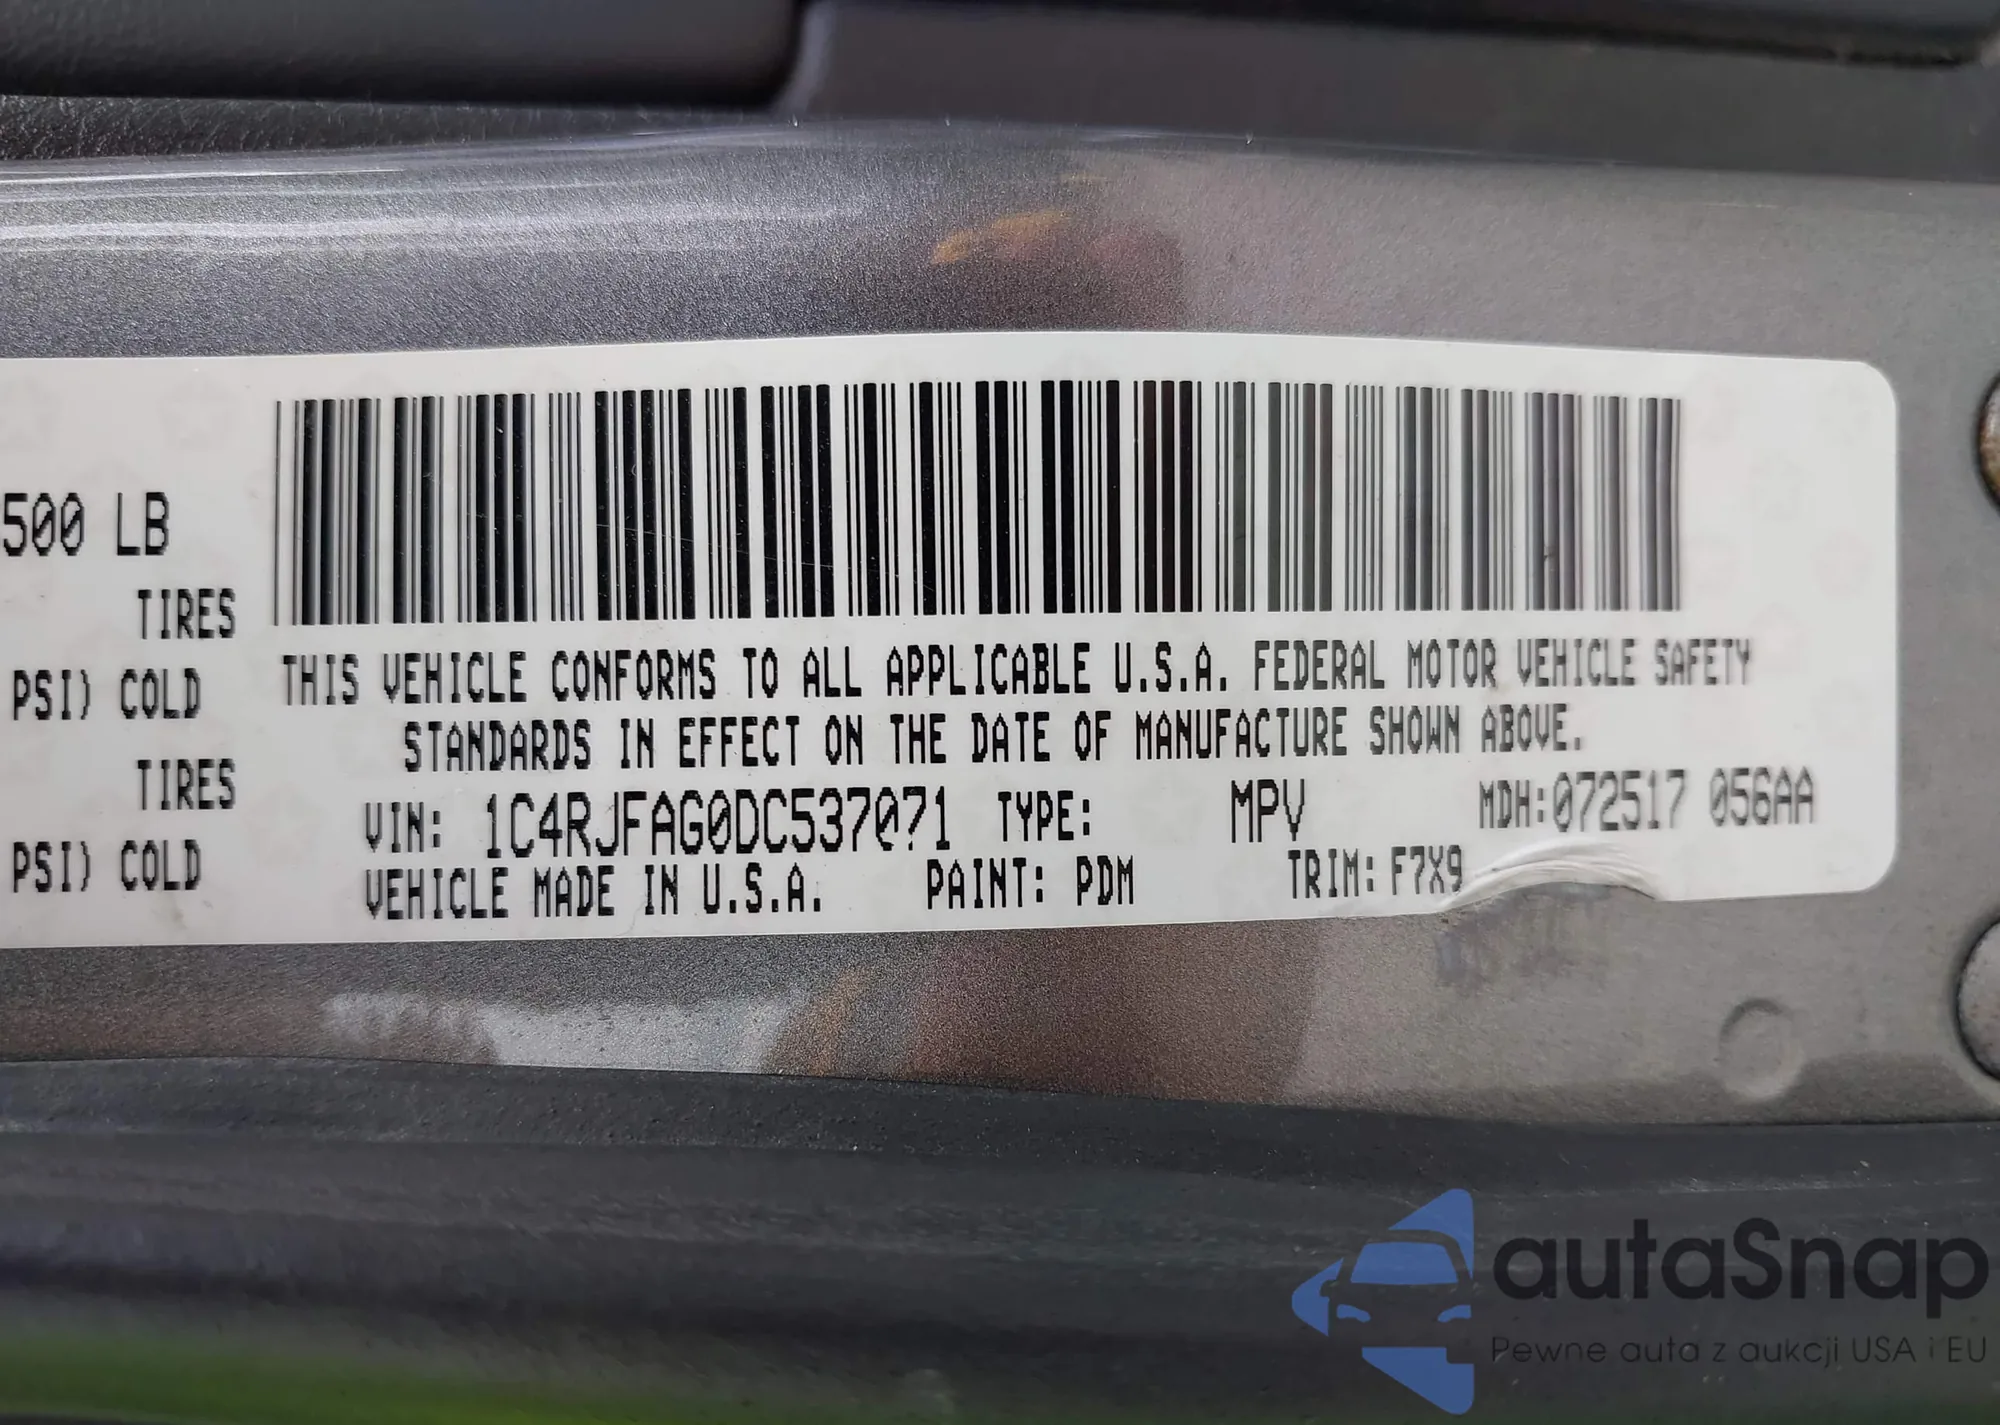 500 LB
TIRES
PSI) COLD
TIRES
PSI) COLD
THIS VEHICLE CONFORMS TO ALL APPLICABLE U.S.A. FEDERAL MOTOR VEHICLE SAFETY
STANDARDS IN EFFECT ON THE DATE OF MANUFACTURE SHOWN ABOVE.
VIN: 1C4RJFAG0DC537071 TYPE: MPV MDH:072517 056AA
VEHICLE MADE IN U.S.A. PAINT: PDM TRIM: F7X9
autaSnap
Pewne auta z aukcji USA i EU